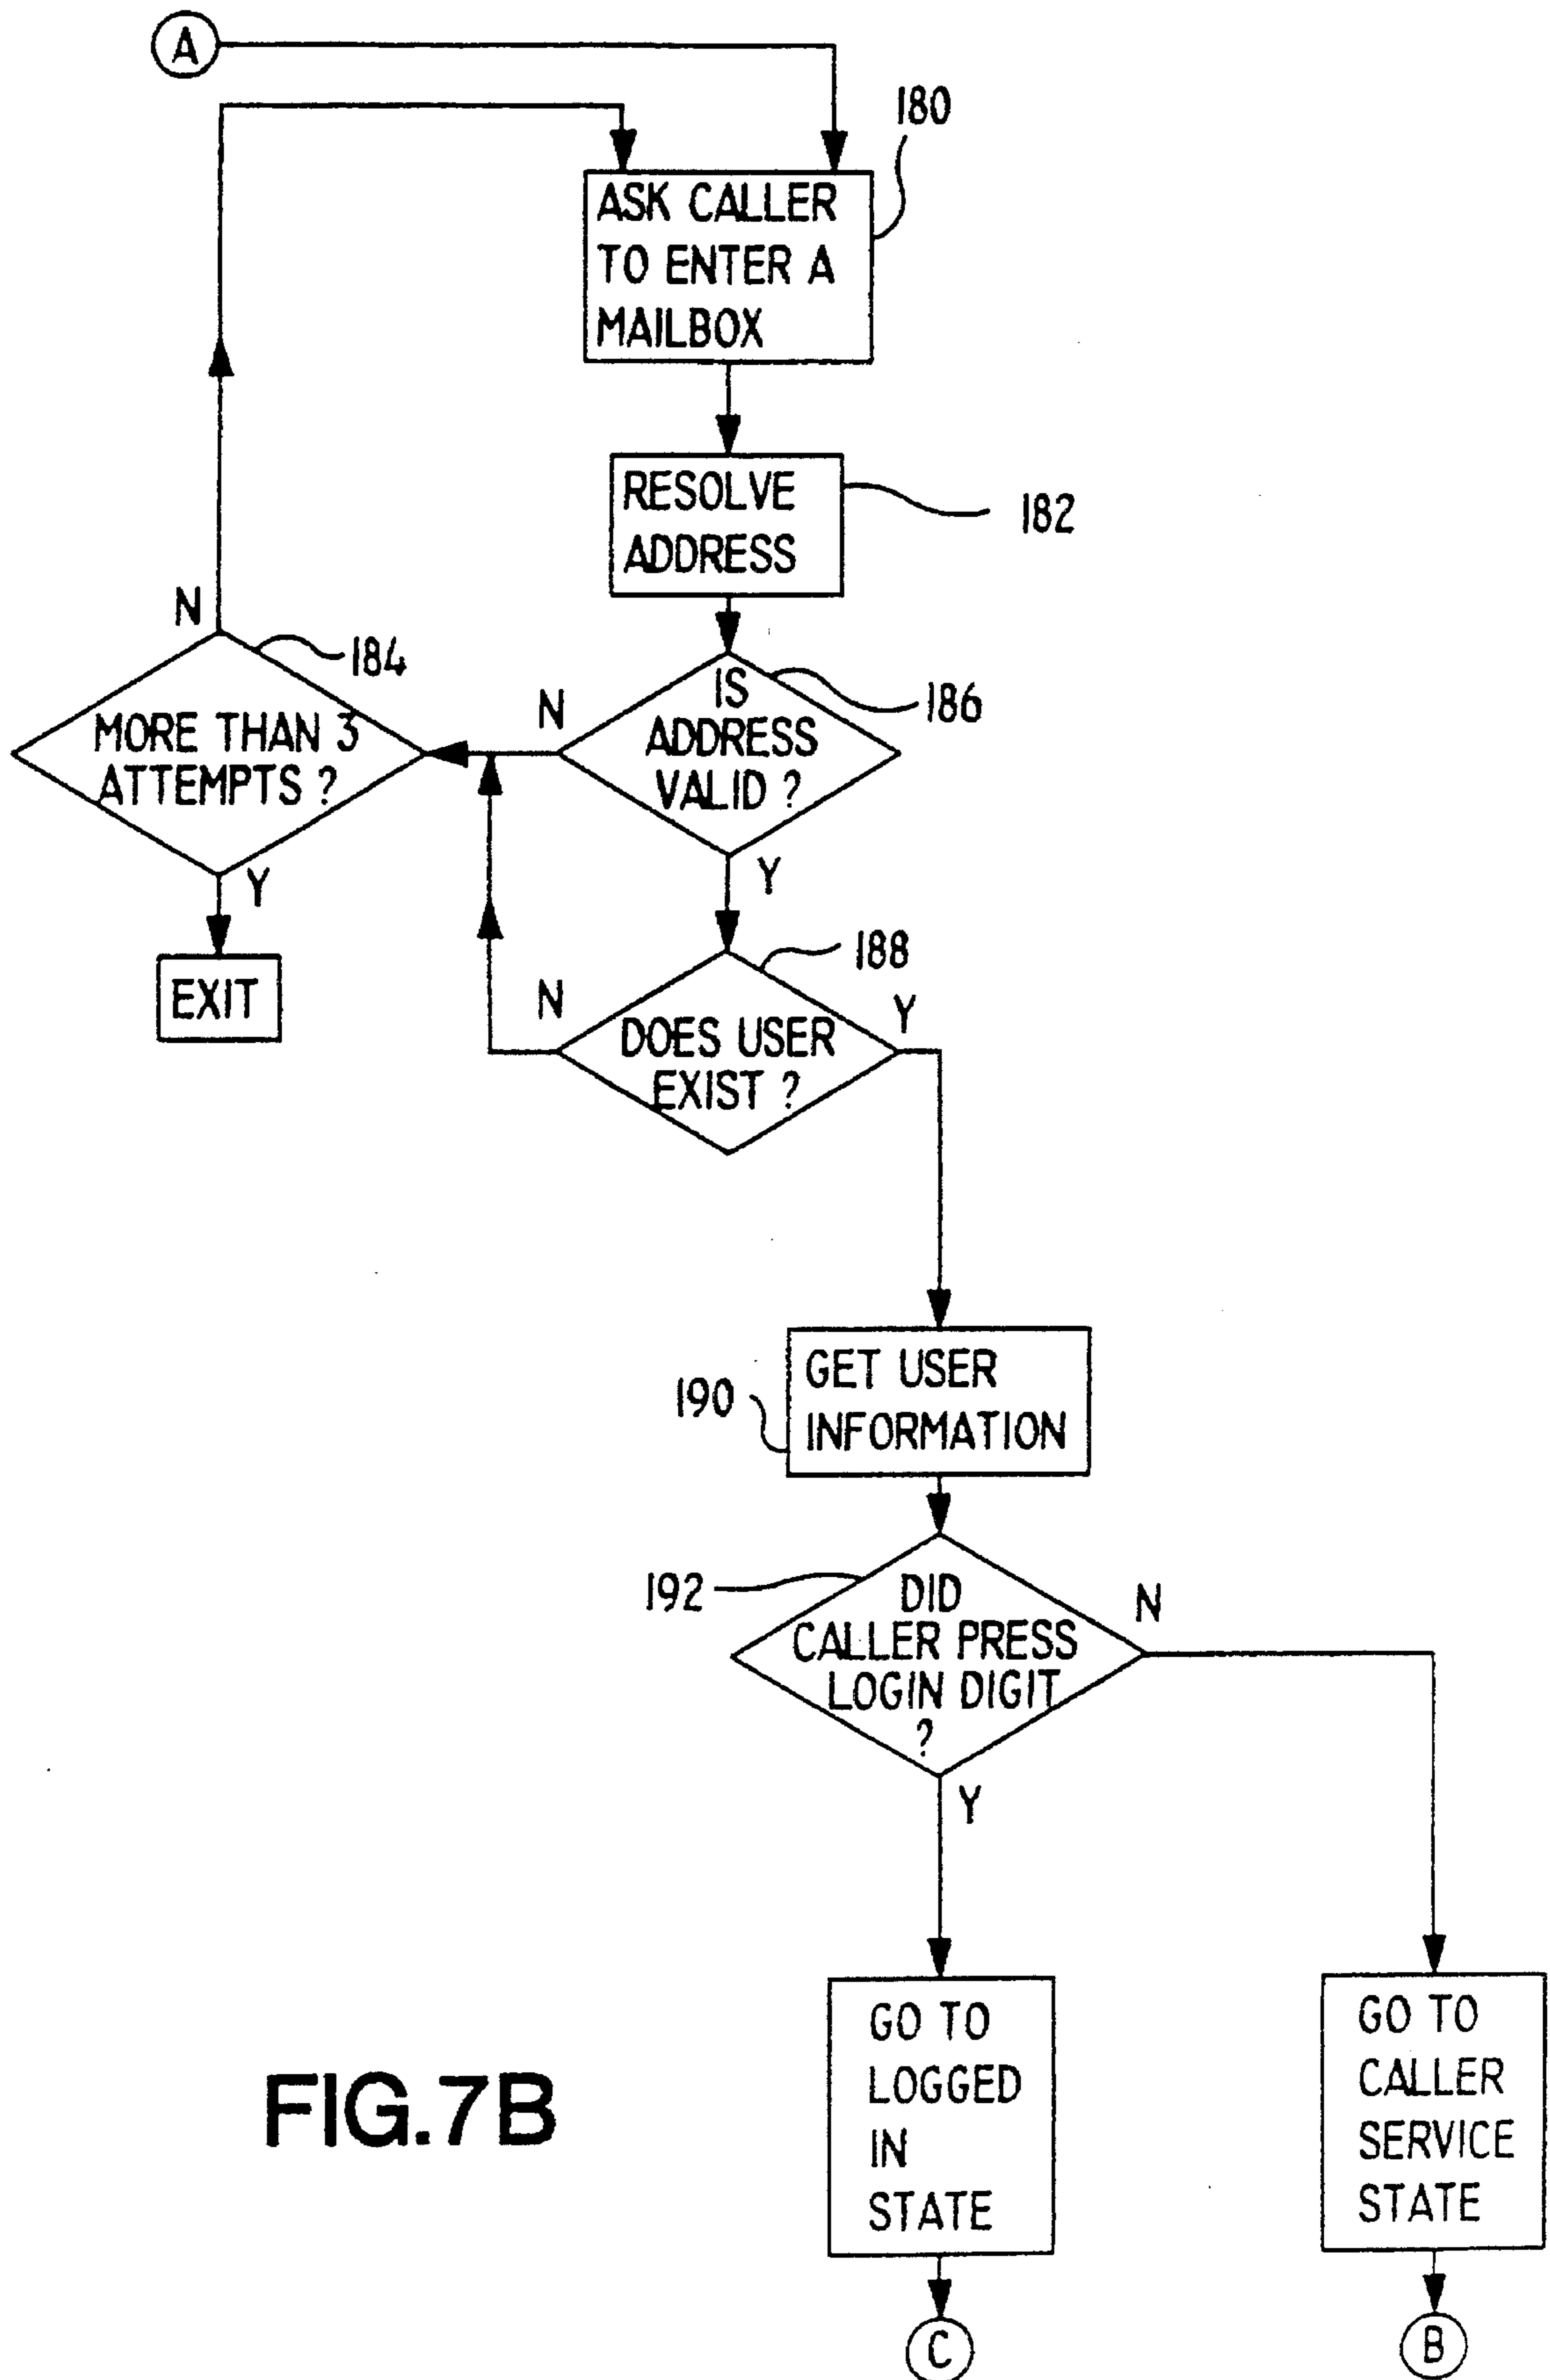 A
180
ASK CALLER
TO ENTER A
MAILBOX
RESOLVE
ADDRESS
182
N
184
MORE THAN 3
ATTEMPTS ?
Y
EXIT
N
IS
ADDRESS
VALID ?
186
Y
188
N
DOES USER
EXIST ?
Y
190
GET USER
INFORMATION
192
DID
CALLER PRESS
LOGIN DIGIT
?
N
Y
GO TO
LOGGED
IN
STATE
GO TO
CALLER
SERVICE
STATE
FIG.7B
C
B